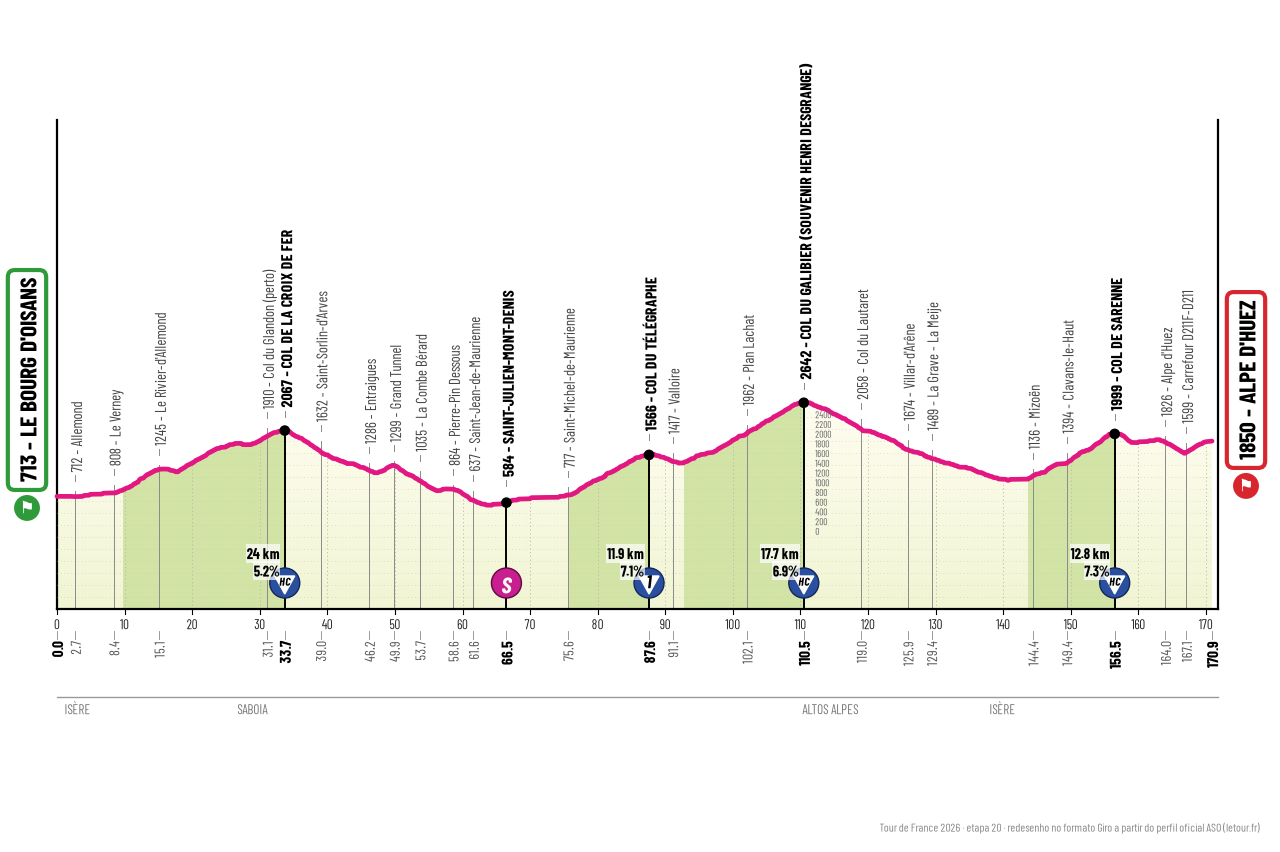 713 - LE BOURG D'OISANS
712 - Allemond
808 - Le Verney
1245 - Le Rivier-d'Allemond
1910 - Col du Glandon (perto)
2067 - COL DE LA CROIX DE FER
1632 - Saint-Sorlin-d'Arves
1286 - Entraigues
1299 - Grand Tunnel
1035 - La Combe Bérard
864 - Pierre-Pin Dessous
637 - Saint-Jean-de-Maurienne
584 - SAINT-JULIEN-MONT-DENIS
717 - Saint-Michel-de-Maurienne
1566 - COL DU TÉLÉGRAPHE
1417 - Valloire
1962 - Plan Lachat
2642 - COL DU GALIBIER (SOUVENIR HENRI DESGRANGE)
2058 - Col du Lautaret
1674 - Villar-d'Arêne
1489 - La Grave - La Meije
1136 - Mizoën
1394 - Clavans-le-Haut
1999 - COL DE SARENNE
1826 - Alpe d'Huez
1599 - Carrefour D211F-D211
1850 - ALPE D'HUEZ
2400
2200
2000
1800
1600
1400
1200
1000
800
600
400
200
0
24 km
5.2%
HC
S
11.9 km
7.1%
1
17.7 km
6.9%
HC
12.8 km
7.3%
HC
0 10 20 30 40 50 60 70 80 90 100 110 120 130 140 150 160 170
0.0 2.7 8.4 15.1 31.1 33.7 39.0 46.2 49.9 53.7 58.6 61.6 66.5 75.6 87.6 91.1 102.1 110.5 119.0 125.9 129.4 144.4 149.4 156.5 164.0 167.1 170.9
ISÈRE SABOIA ALTOS ALPES ISÈRE
Tour de France 2026 · etapa 20 · redesenho no formato Giro a partir do perfil oficial ASO (letour.fr)